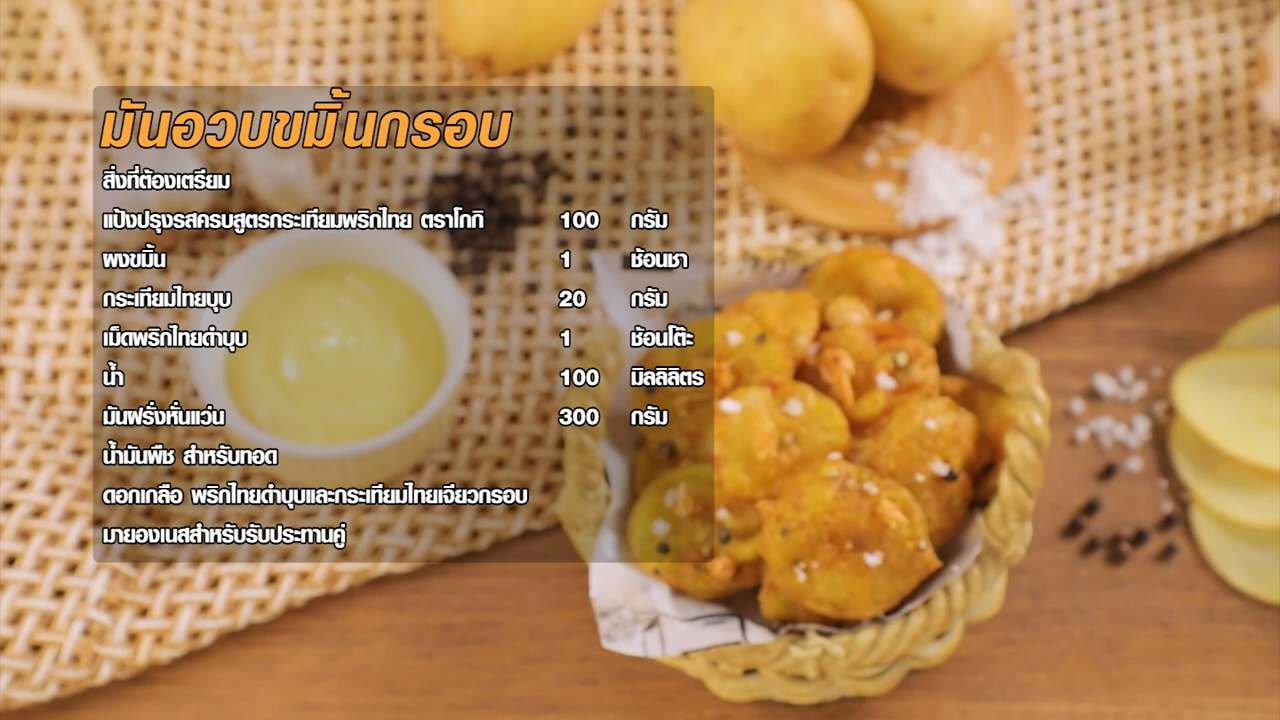 มันอวบขมิ้นกรอบ
สิ่งที่ต้องเตรียม
แป้งปรุงรสครบสูตรกระเทียมพริกไทย ตราโกกิ 100 กรัม
ผงขมิ้น 1 ช้อนชา
กระเทียมไทยบุบ 20 กรัม
เม็ดพริกไทยดำบุบ 1 ช้อนโต๊ะ
น้ำ 100 มิลลิลิตร
มันฝรั่งหั่นแว่น 300 กรัม
น้ำมันพืช สำหรับทอด
ดอกเกลือ พริกไทยดำบุบและกระเทียมไทยเจียวกรอบ
มายองเนสสำหรับรับประทานคู่